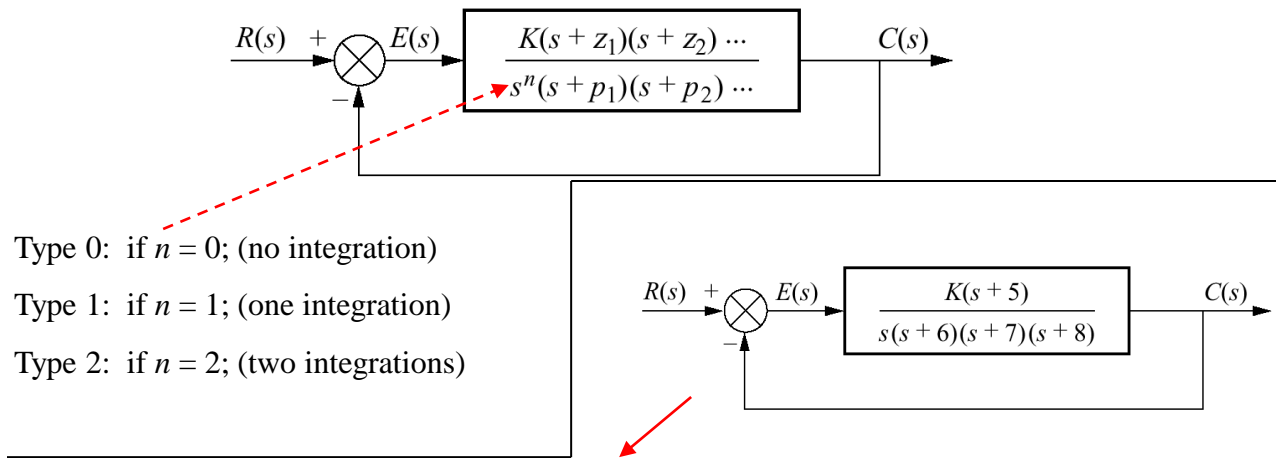 R(s) + E(s) K(s + z₁)(s + z₂) ··· C(s)
− sⁿ(s + p₁)(s + p₂) ···
Type 0: if n = 0; (no integration)
Type 1: if n = 1; (one integration)
Type 2: if n = 2; (two integrations)
R(s) + E(s) K(s + 5) C(s)
− s(s + 6)(s + 7)(s + 8)